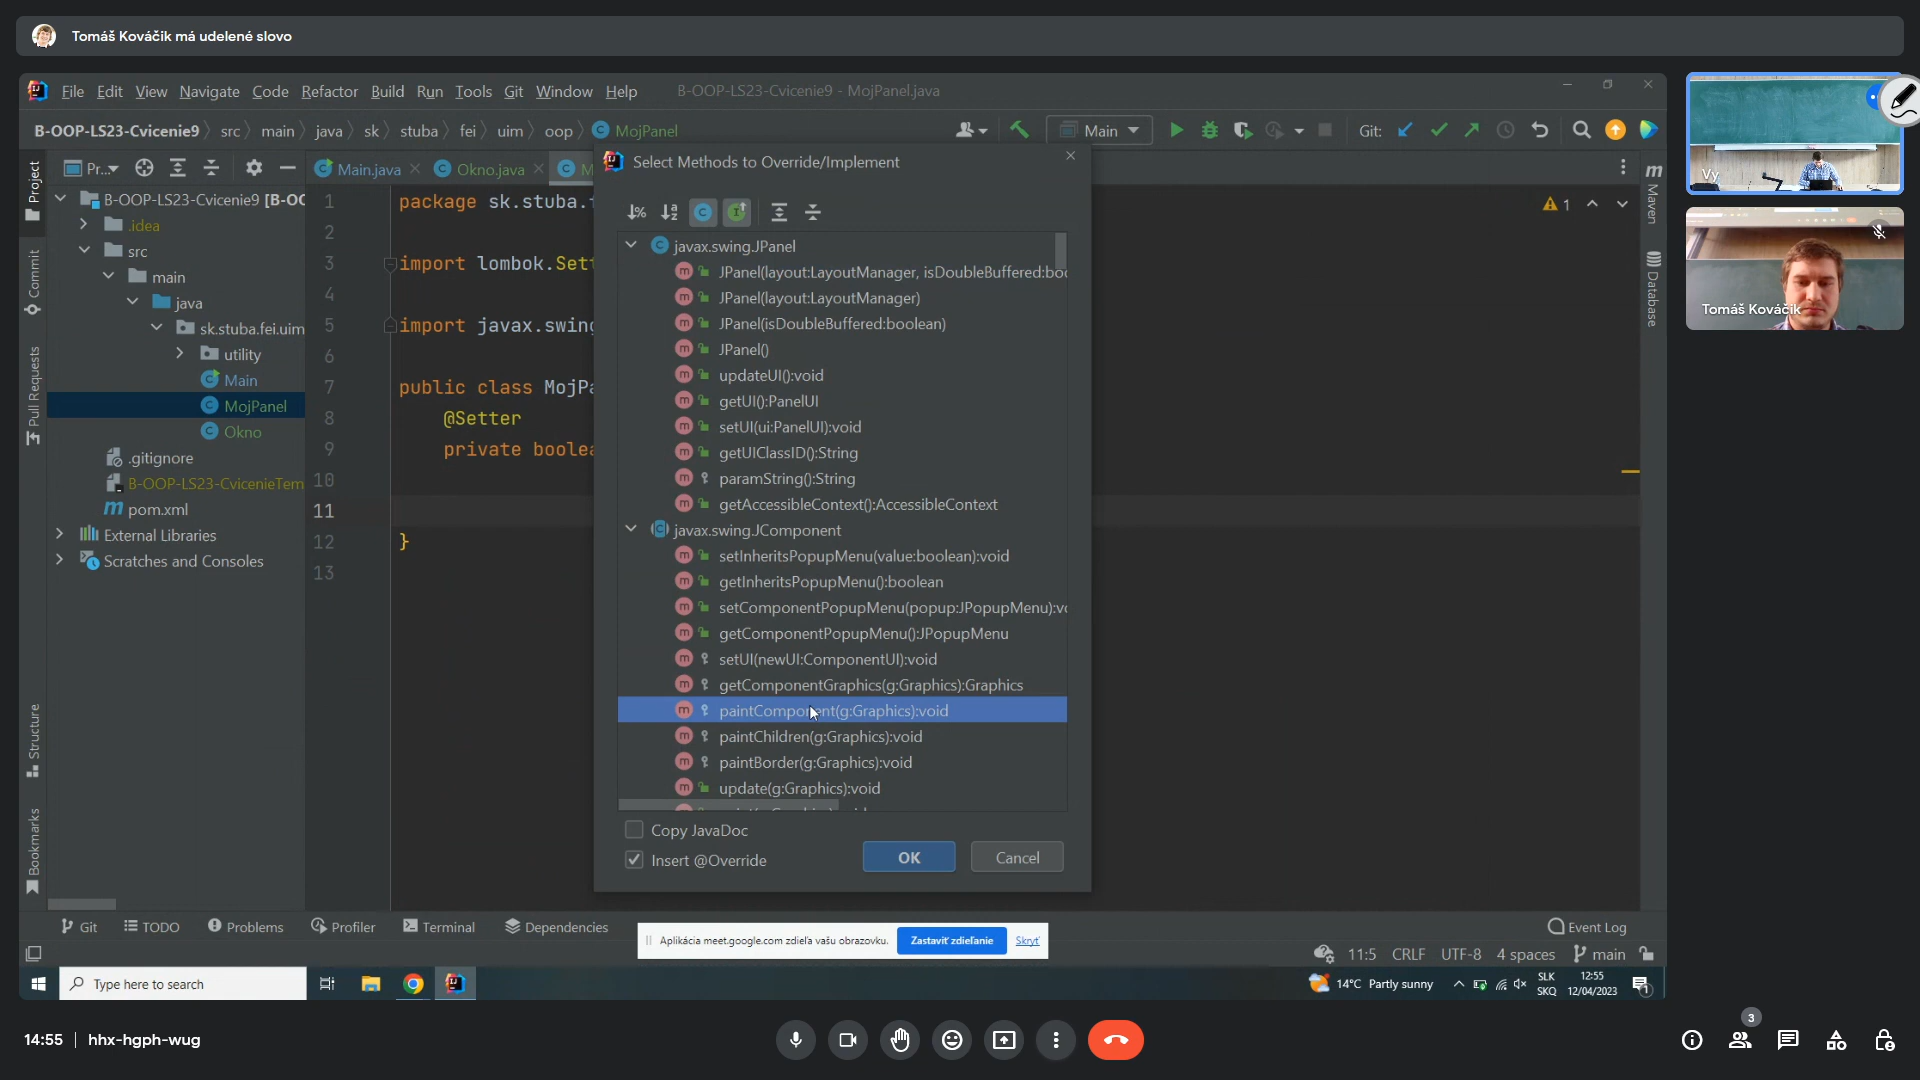 Tomáš Kováčik má udelené slovo
File Edit View Navigate Code Refactor Build Run Tools Git Window Help B-OOP-LS23-Cvicenie9 - MojPanel.java
B-OOP-LS23-Cvicenie9 src main java sk stuba fei uim oop MojPanel Main Git:
Pr... Main.java Okno.java M
Select Methods to Override/Implement
Project
Commit
Pull Requests
Structure
Bookmarks
B-OOP-LS23-Cvicenie9 [B-OO
.idea
src
main
java
sk.stuba.fei.uim
utility
Main
MojPanel
Okno
.gitignore
B-OOP-LS23-CvicenieTem
pom.xml
External Libraries
Scratches and Consoles
1 package sk.stuba.f
2
3 import lombok.Sett
4
5 import javax.swing
6
7 public class MojPa
8 @Setter
9 private boolea
10
11
12 }
13
javax.swing.JPanel
JPanel(layout:LayoutManager, isDoubleBuffered:boo
JPanel(layout:LayoutManager)
JPanel(isDoubleBuffered:boolean)
JPanel()
updateUI():void
getUI():PanelUI
setUI(ui:PanelUI):void
getUIClassID():String
paramString():String
getAccessibleContext():AccessibleContext
javax.swing.JComponent
setInheritsPopupMenu(value:boolean):void
getInheritsPopupMenu():boolean
setComponentPopupMenu(popup:JPopupMenu):vo
getComponentPopupMenu():JPopupMenu
setUI(newUI:ComponentUI):void
getComponentGraphics(g:Graphics):Graphics
paintComponent(g:Graphics):void
paintChildren(g:Graphics):void
paintBorder(g:Graphics):void
update(g:Graphics):void
Copy JavaDoc
Insert @Override
OK Cancel
1
Maven
Database
Vy
Tomáš Kováčik
Git TODO Problems Profiler Terminal Dependencies Event Log
Aplikácia meet.google.com zdieľa vašu obrazovku. Zastaviť zdieľanie Skryť
11:5 CRLF UTF-8 4 spaces main
Type here to search
14°C Partly sunny SLK SKQ 12:55 12/04/2023 1
14:55 hhx-hgph-wug 3